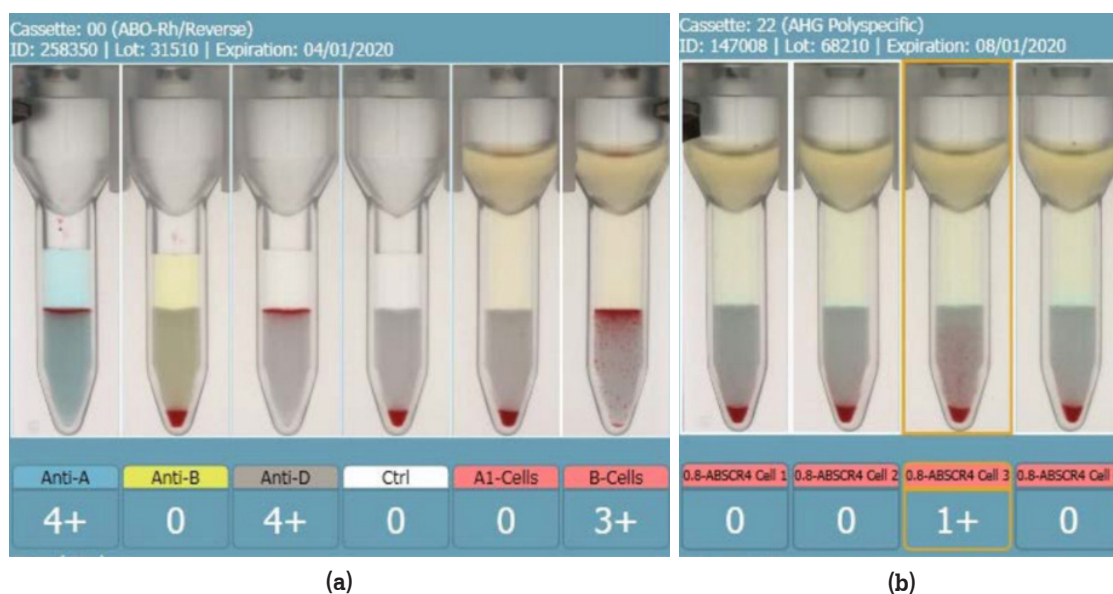 Cassette: 00 (ABO-Rh/Reverse)
ID: 258350 | Lot: 31510 | Expiration: 04/01/2020
Anti-A Anti-B Anti-D Ctrl A1-Cells B-Cells
4+ 0 4+ 0 0 3+
(a)
Cassette: 22 (AHG Polyspecific)
ID: 147008 | Lot: 68210 | Expiration: 08/01/2020
0.8-ABSCR4 Cell 1 0.8-ABSCR4 Cell 2 0.8-ABSCR4 Cell 3 0.8-ABSCR4 Cell
0 0 1+ 0
(b)